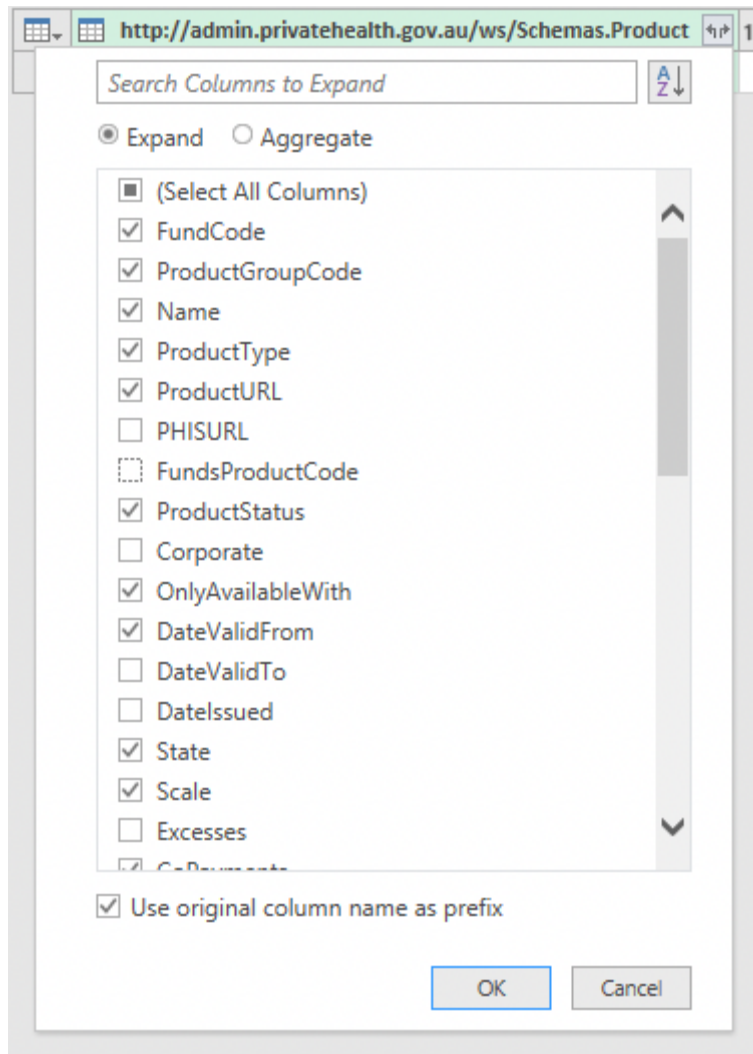 http://admin.privatehealth.gov.au/ws/Schemas.Product
Search Columns to Expand
A
Z
Expand Aggregate
(Select All Columns)
FundCode
ProductGroupCode
Name
ProductType
ProductURL
PHISURL
FundsProductCode
ProductStatus
Corporate
OnlyAvailableWith
DateValidFrom
DateValidTo
DateIssued
State
Scale
Excesses
CoPayments
Use original column name as prefix
OK Cancel